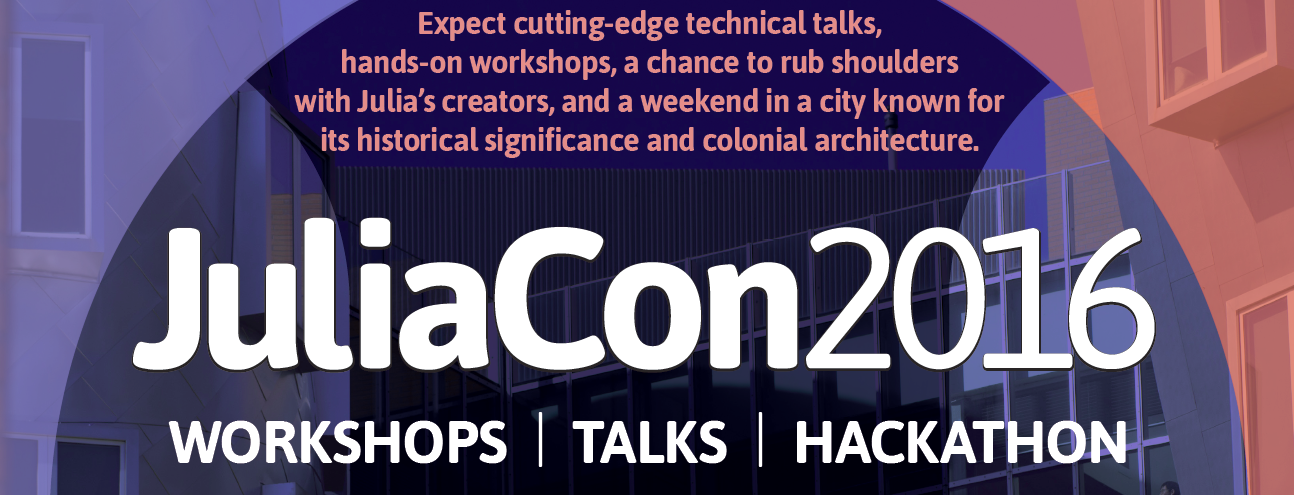 Expect cutting-edge technical talks,
hands-on workshops, a chance to rub shoulders
with Julia’s creators, and a weekend in a city known for
its historical significance and colonial architecture.
JuliaCon2016
WORKSHOPS | TALKS | HACKATHON